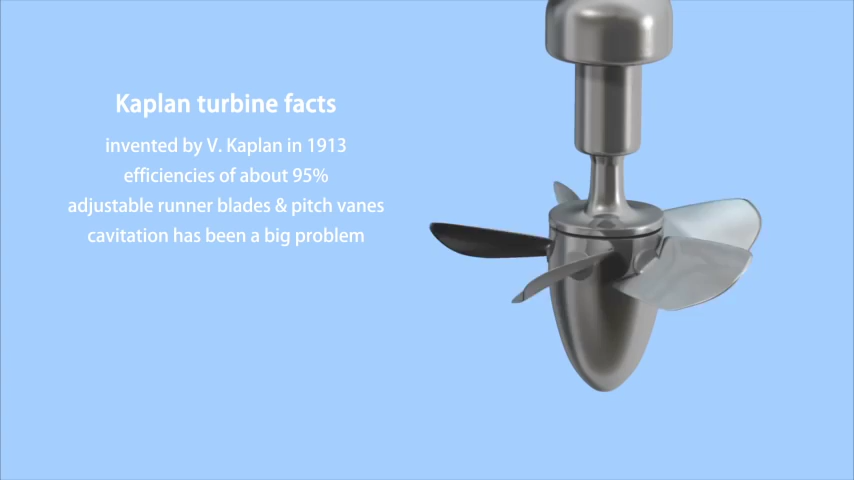 Kaplan turbine facts
invented by V. Kaplan in 1913
efficiencies of about 95%
adjustable runner blades & pitch vanes
cavitation has been a big problem